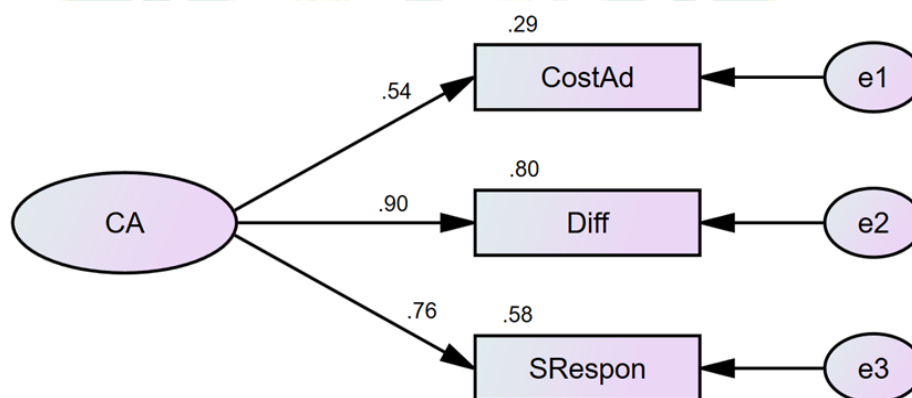 .29
CostAd
e1
.54
.80
CA
.90
Diff
e2
.76
.58
SRespon
e3